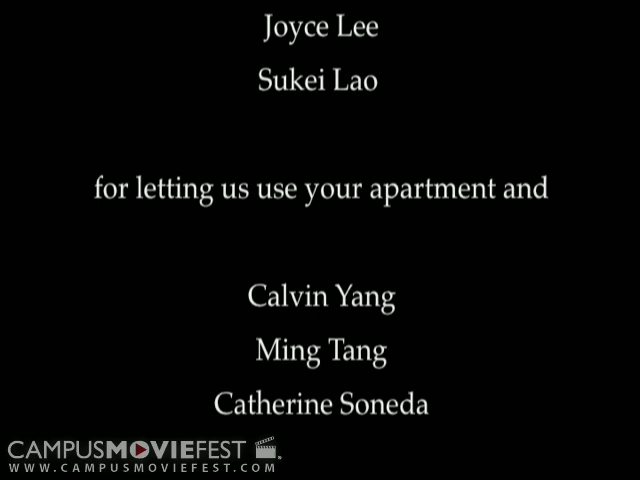 Joyce Lee
Sukei Lao
for letting us use your apartment and
Calvin Yang
Ming Tang
Catherine Soneda
CAMPUSMOVIEFEST
WWW.CAMPUSMOVIEFEST.COM